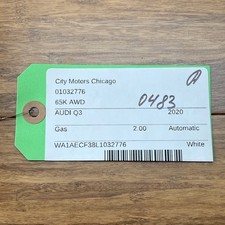 City Motors Chicago
01032776
65K AWD
0483
AUDI Q3 2020
Gas 2.00 Automatic
WA1AECF38L1032776 White